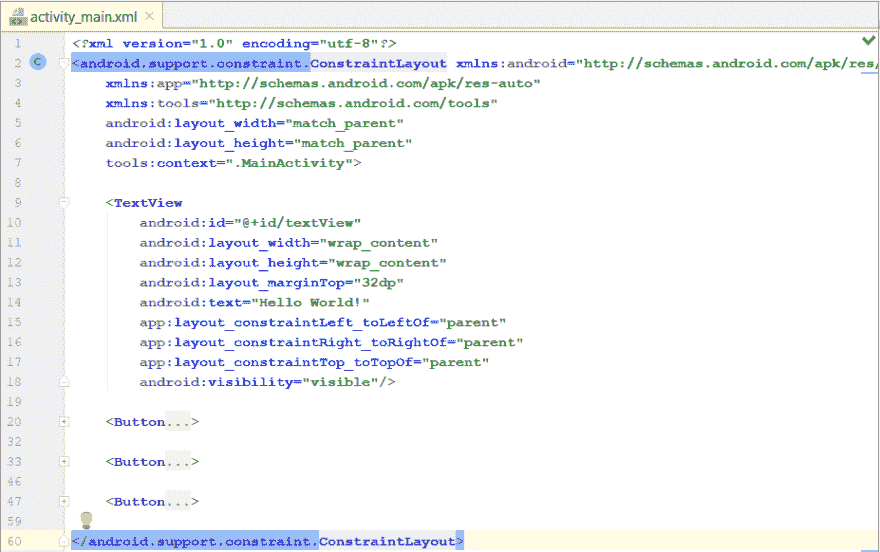 activity_main.xml
1 <?xml version="1.0" encoding="utf-8"?>
2 C <android.support.constraint.ConstraintLayout xmlns:android="http://schemas.android.com/apk/res/
3 xmlns:app="http://schemas.android.com/apk/res-auto"
4 xmlns:tools="http://schemas.android.com/tools"
5 android:layout_width="match_parent"
6 android:layout_height="match_parent"
7 tools:context=".MainActivity">
8
9 <TextView
10 android:id="@+id/textView"
11 android:layout_width="wrap_content"
12 android:layout_height="wrap_content"
13 android:layout_marginTop="32dp"
14 android:text="Hello World!"
15 app:layout_constraintLeft_toLeftOf="parent"
16 app:layout_constraintRight_toRightOf="parent"
17 app:layout_constraintTop_toTopOf="parent"
18 android:visibility="visible"/>
19
20 <Button...>
32
33 <Button...>
46
47 <Button...>
59
60 </android.support.constraint.ConstraintLayout>